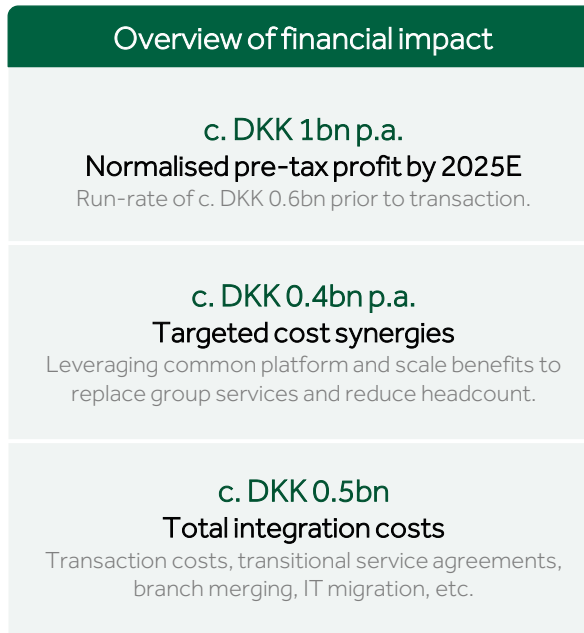 Overview of financial impact
c. DKK 1bn p.a.
Normalised pre-tax profit by 2025E
Run-rate of c. DKK 0.6bn prior to transaction.
c. DKK 0.4bn p.a.
Targeted cost synergies
Leveraging common platform and scale benefits to
replace group services and reduce headcount.
c. DKK 0.5bn
Total integration costs
Transaction costs, transitional service agreements,
branch merging, IT migration, etc.